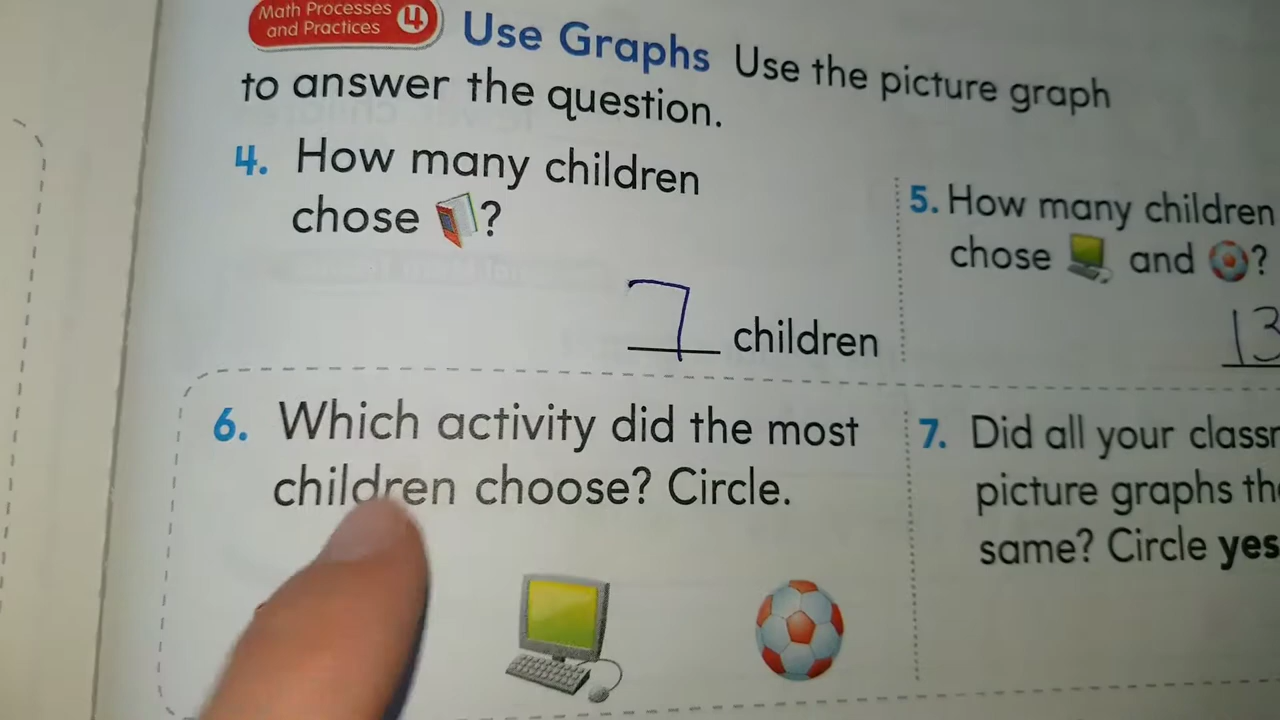 Math Processes
and Practices 4
Use Graphs Use the picture graph
to answer the question.
4. How many children
chose ?
7 children
5. How many children
chose and ?
13
6. Which activity did the most
children choose? Circle.
7. Did all your classr
picture graphs th
same? Circle yes